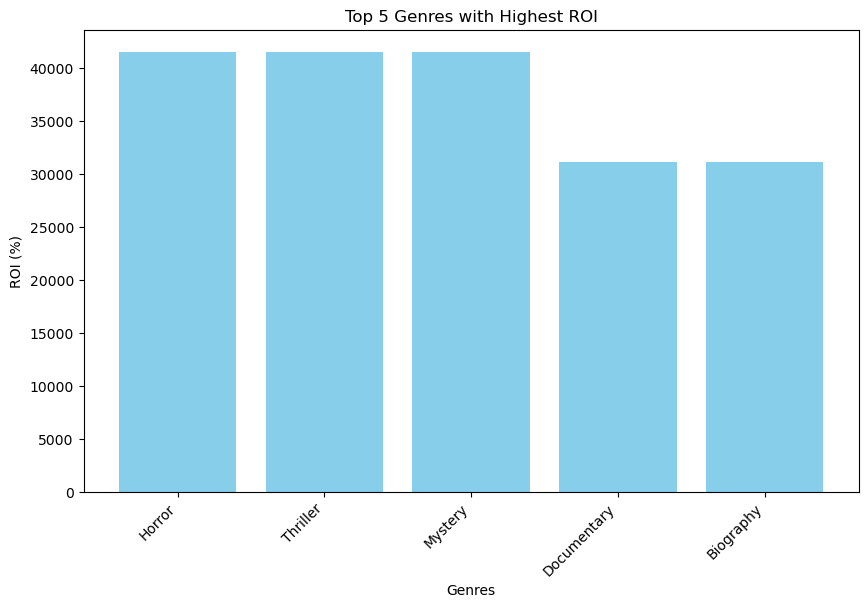 Top 5 Genres with Highest ROI
ROI (%)
40000
35000
30000
25000
20000
15000
10000
5000
0
Horror
Thriller
Mystery
Documentary
Biography
Genres